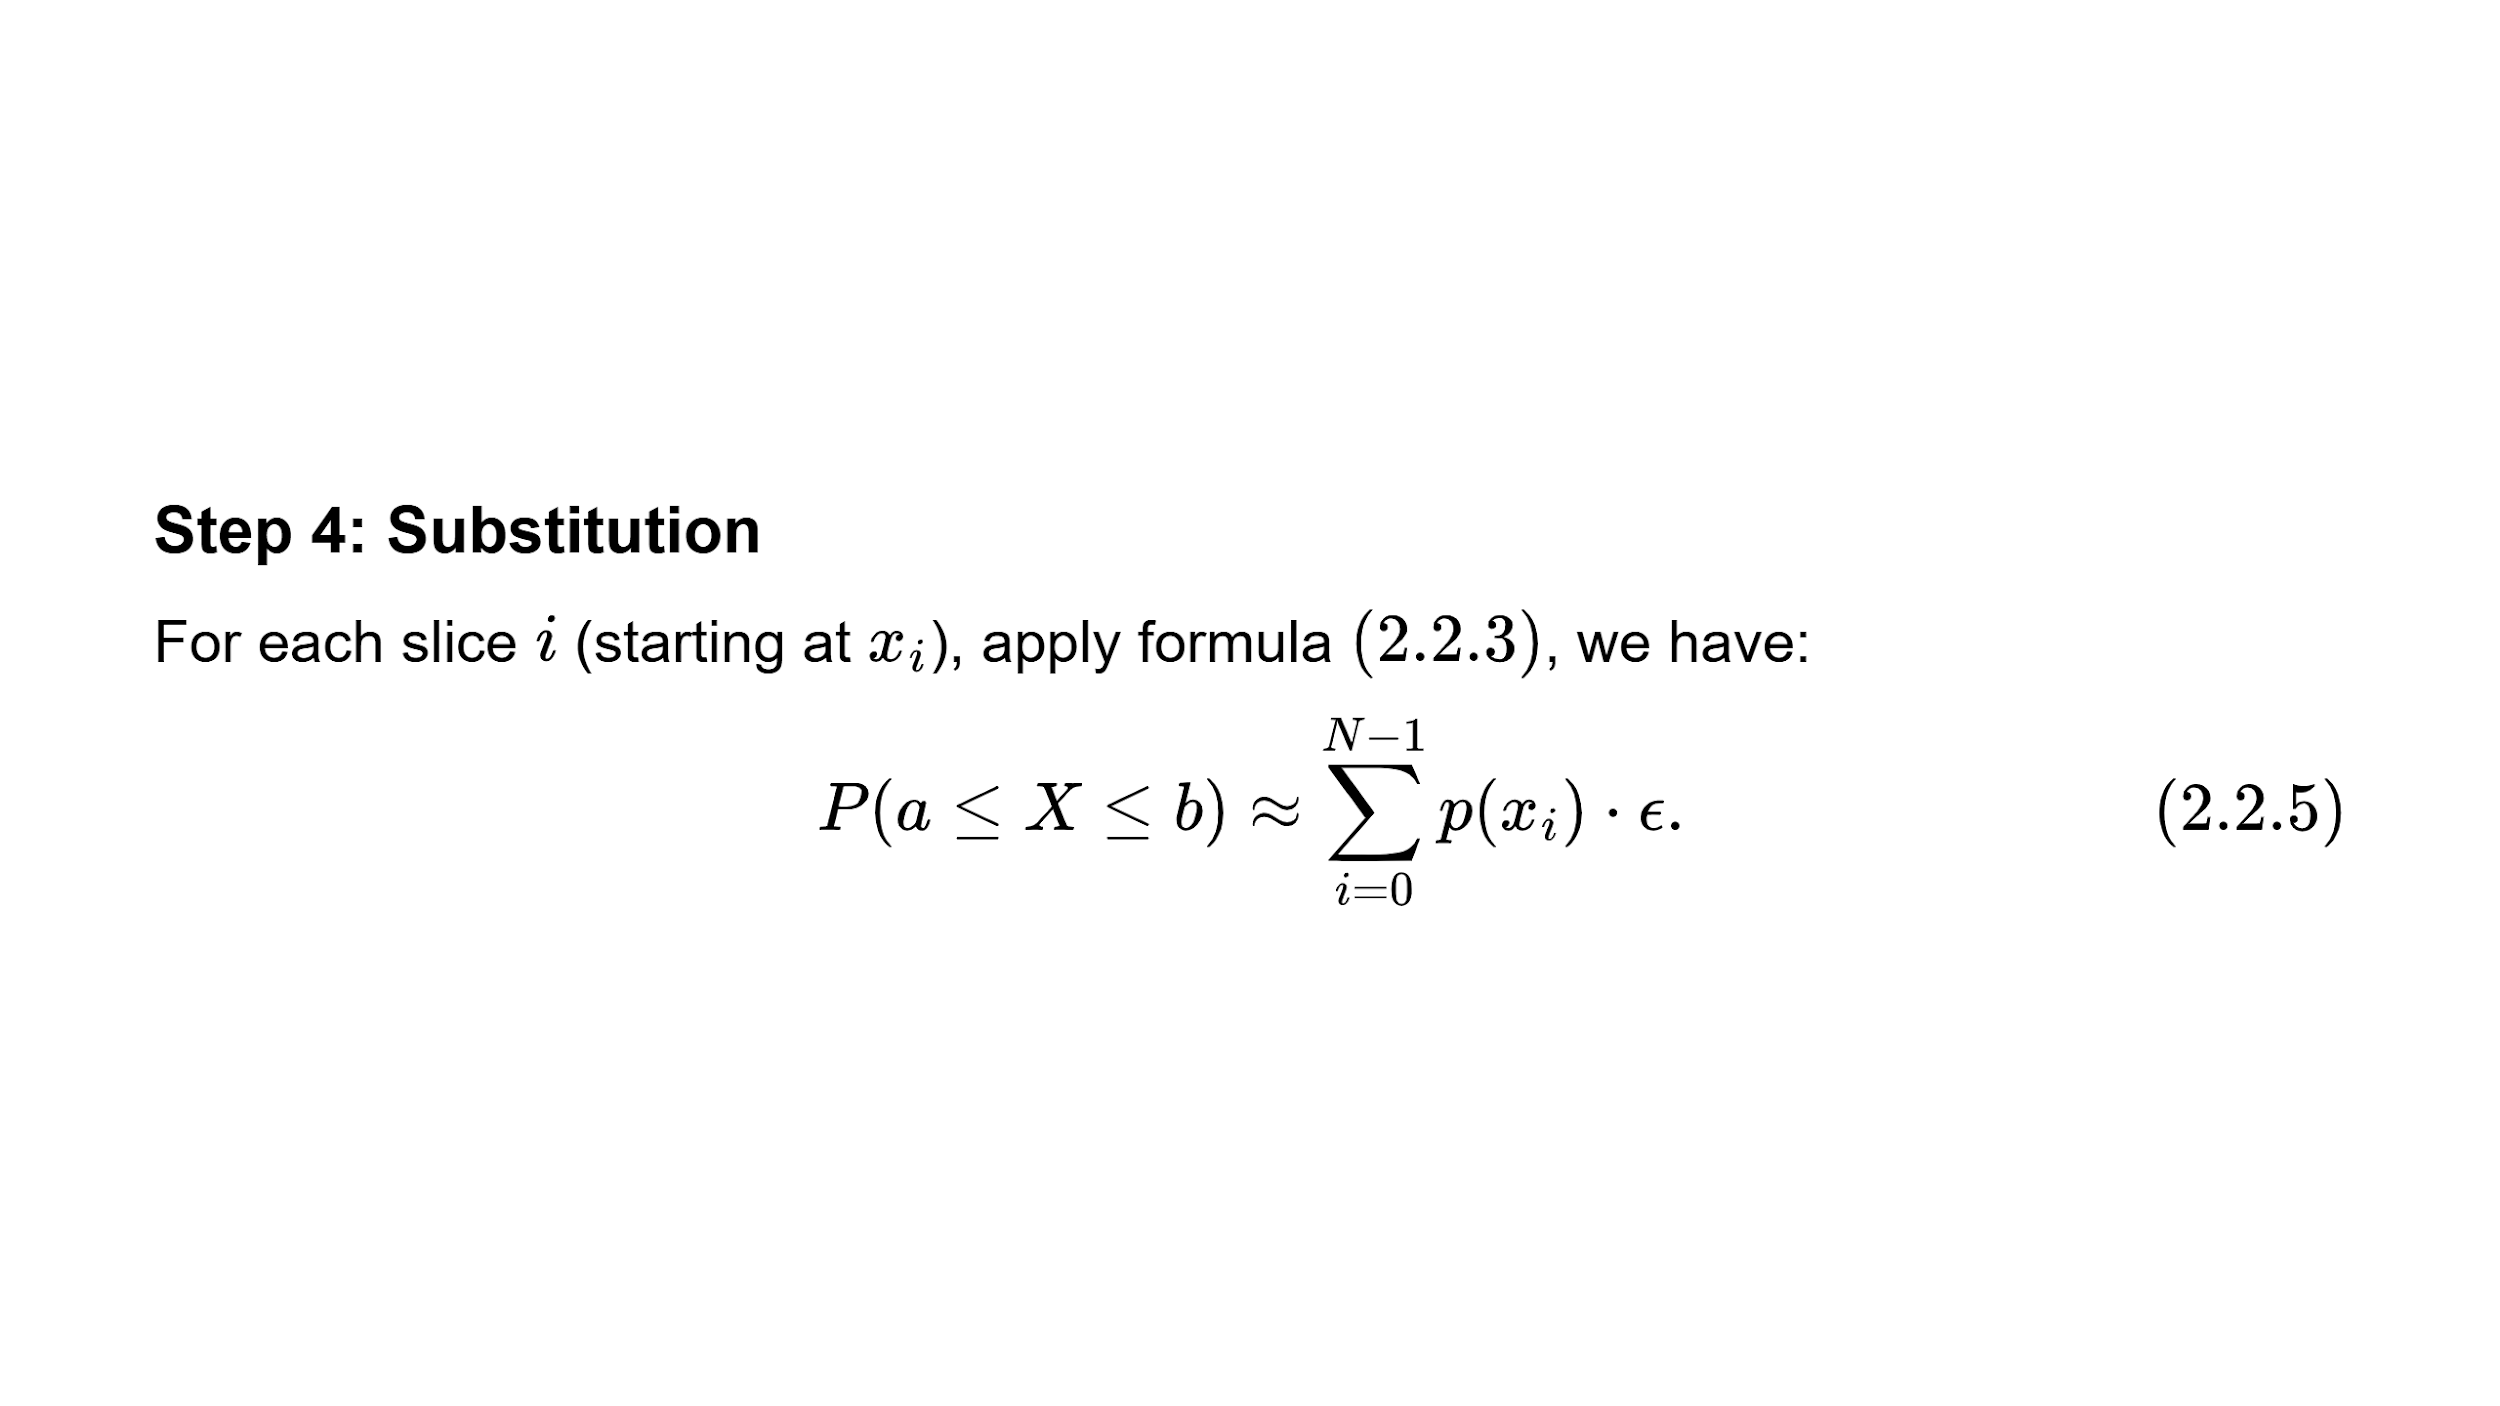 Step 4: Substitution
For each slice i (starting at x_i), apply formula (2.2.3), we have:
P(a ≤ X ≤ b) ≈ \sum_{i=0}^{N-1} p(x_i) · ϵ. (2.2.5)